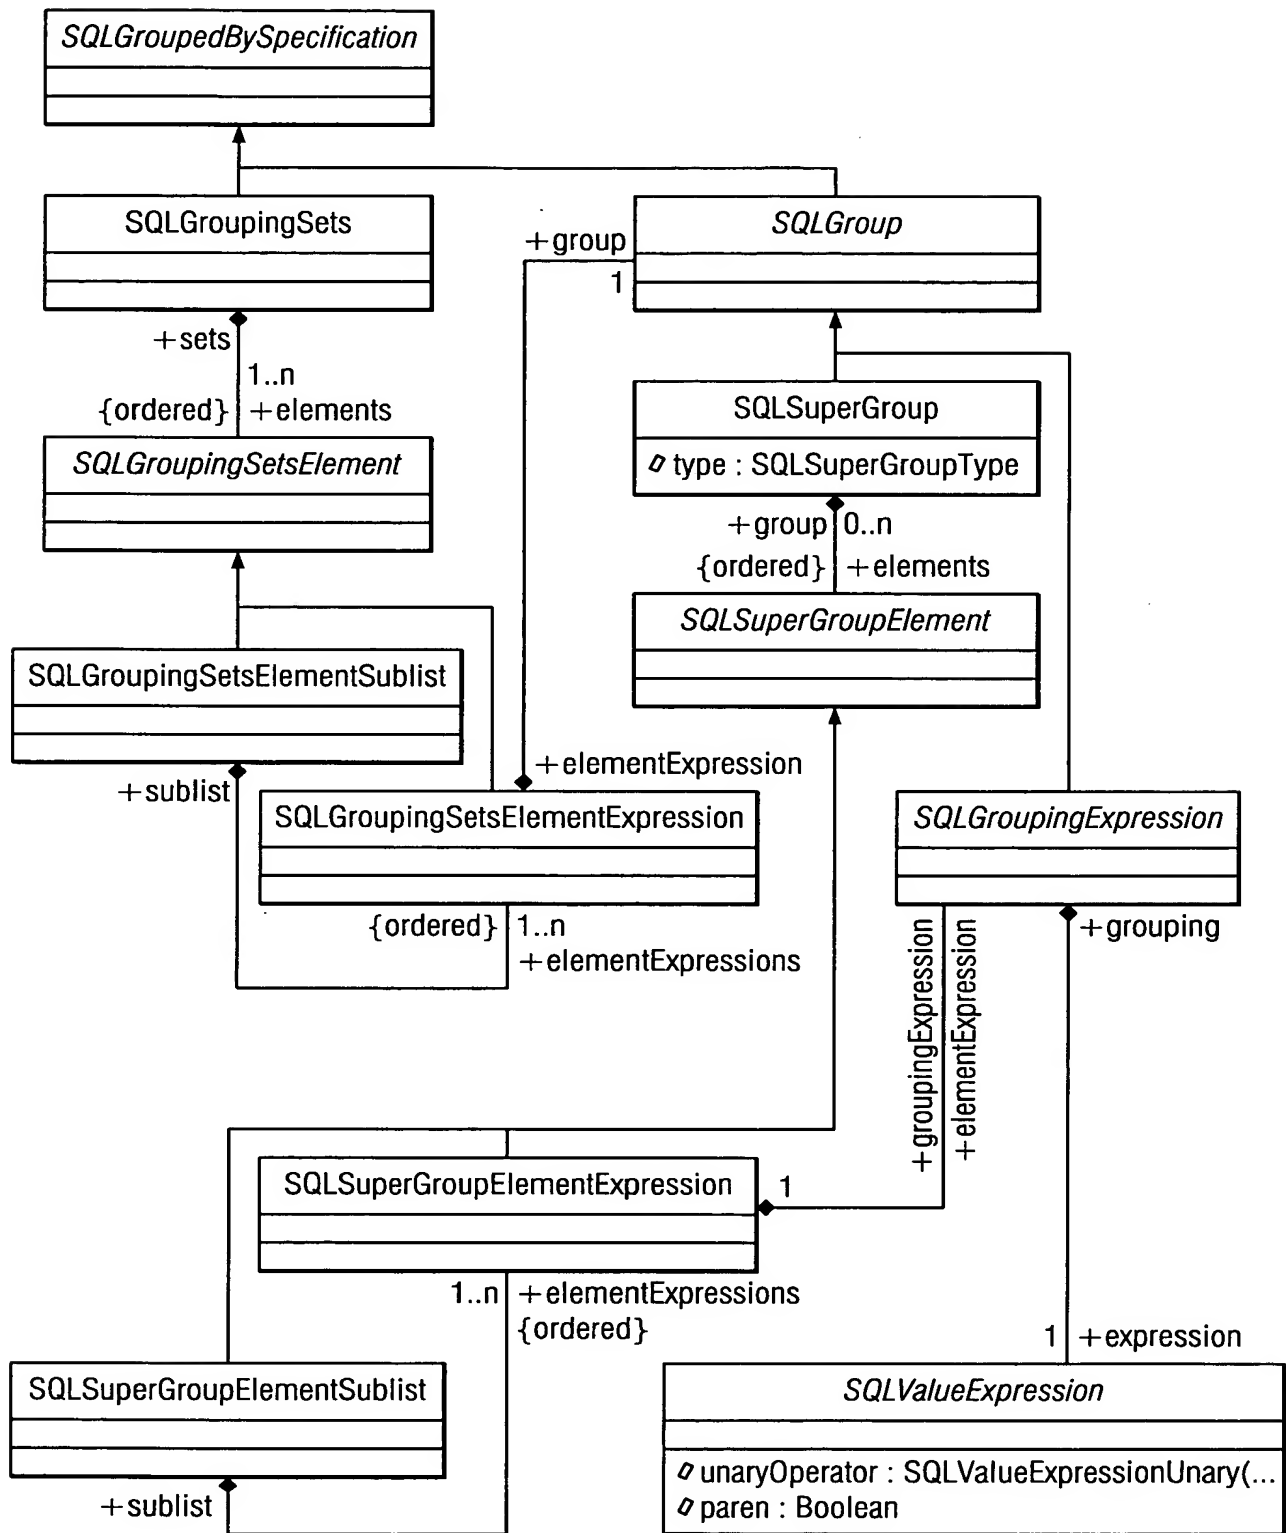 SQLGroupedBySpecification
SQLGroupingSets
SQLGroup
+group
1
+sets
1..n
{ordered} +elements
SQLSuperGroup
type : SQLSuperGroupType
SQLGroupingSetsElement
+group 0..n
{ordered} +elements
SQLSuperGroupElement
SQLGroupingSetsElementSublist
+sublist
+elementExpression
SQLGroupingSetsElementExpression
SQLGroupingExpression
{ordered} 1..n
+elementExpressions
+grouping
+groupingExpression
+elementExpression
SQLSuperGroupElementExpression
1
1..n +elementExpressions
{ordered}
1 +expression
SQLSuperGroupElementSublist
SQLValueExpression
unaryOperator : SQLValueExpressionUnary(...
paren : Boolean
+sublist